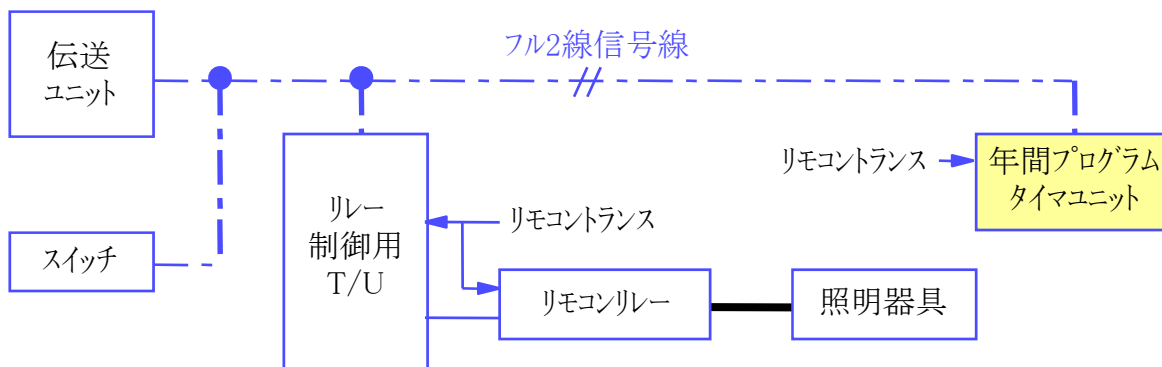 伝送
ユニット
フル2線信号線
リモコントランス
年間プログラム
タイマユニット
スイッチ
リレー
制御用
T/U
リモコントランス
リモコンリレー
照明器具